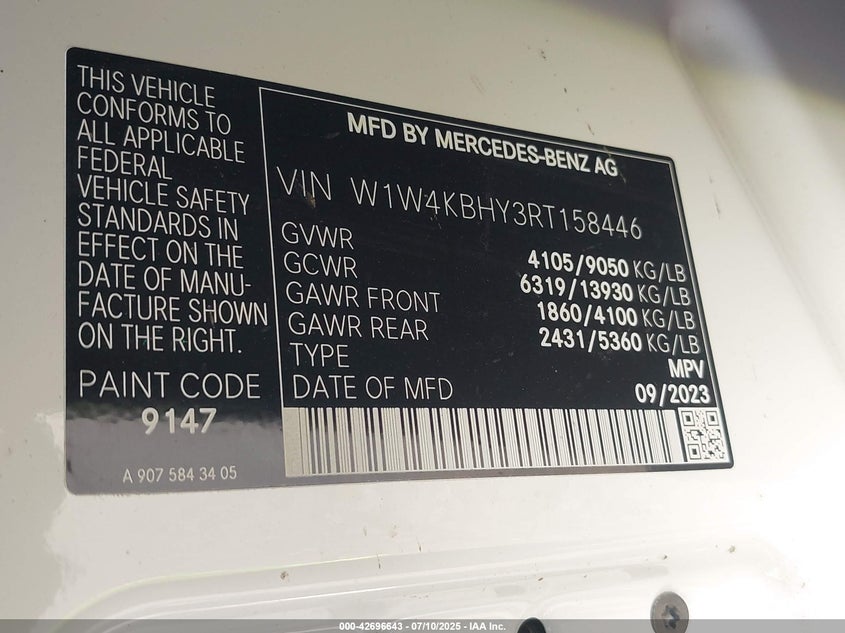 THIS VEHICLE
CONFORMS TO
ALL APPLICABLE
FEDERAL
VEHICLE SAFETY
STANDARDS IN
EFFECT ON THE
DATE OF MANU-
FACTURE SHOWN
ON THE RIGHT.
PAINT CODE
9147
A 907 584 34 05
MFD BY MERCEDES-BENZ AG
VIN W1W4KBHY3RT158446
GVWR 4105/9050 KG/LB
GCWR 6319/13930 KG/LB
GAWR FRONT 1860/4100 KG/LB
GAWR REAR 2431/5360 KG/LB
TYPE MPV
DATE OF MFD 09/2023
000-42696643 - 07/10/2025 - IAA Inc.